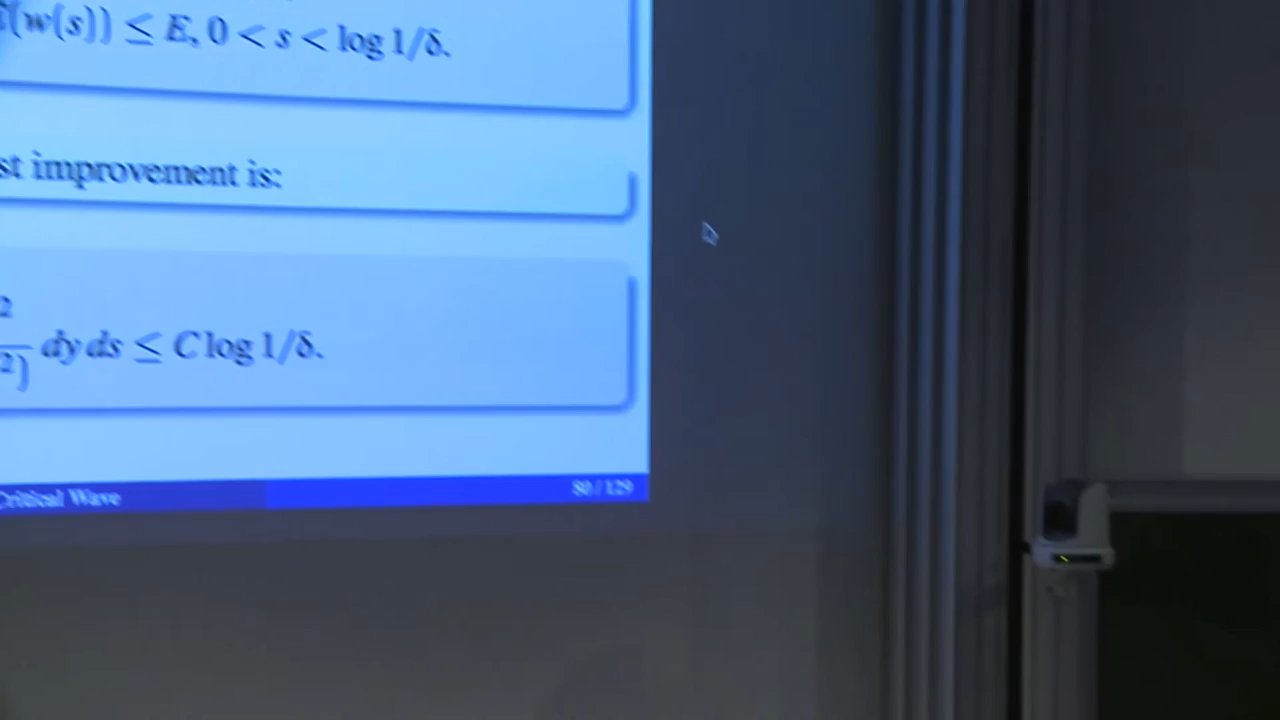 (w(s)) ≤ E, 0 < s < log 1/δ.
st improvement is:
2
2) dy ds ≤ C log 1/δ.
Critical Wave 80 / 129